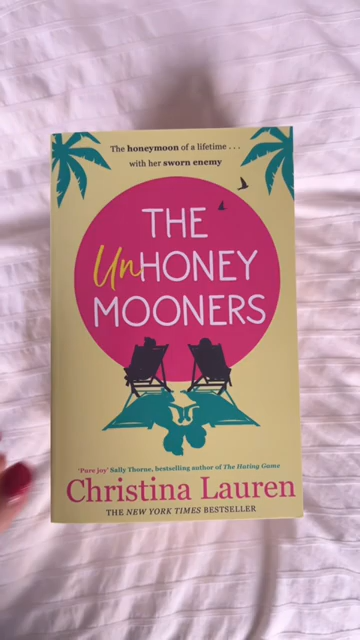 The honeymoon of a lifetime . . .
with her sworn enemy
THE
UnHONEY
MOONERS
'Pure joy' Sally Thorne, bestselling author of The Hating Game
Christina Lauren
THE NEW YORK TIMES BESTSELLER